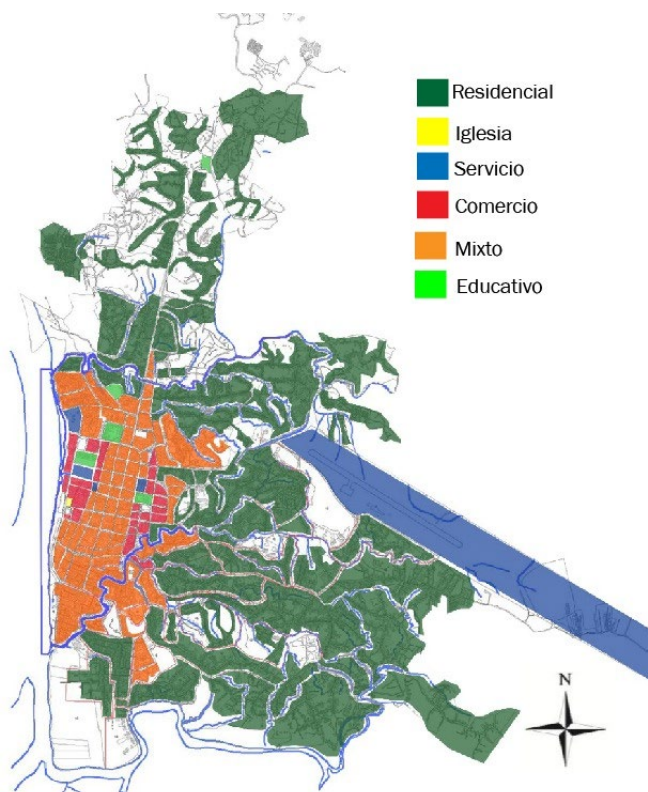 Residencial
Iglesia
Servicio
Comercio
Mixto
Educativo
N